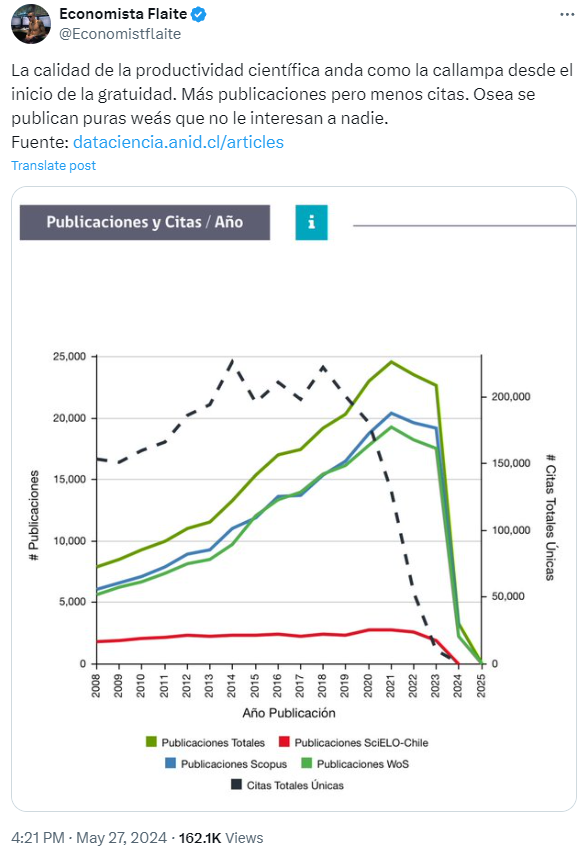 Economista Flaite
@Economistflaite
La calidad de la productividad científica anda como la callampa desde el
inicio de la gratuidad. Más publicaciones pero menos citas. Osea se
publican puras weás que no le interesan a nadie.
Fuente: dataciencia.anid.cl/articles
Translate post
Publicaciones y Citas / Año
i
25,000
20,000
15,000
10,000
5,000
0
# Publicaciones
200,000
150,000
100,000
50,000
0
# Citas Totales Únicas
2008 2009 2010 2011 2012 2013 2014 2015 2016 2017 2018 2019 2020 2021 2022 2023 2024 2025
Año Publicación
Publicaciones Totales Publicaciones SciELO-Chile
Publicaciones Scopus Publicaciones WoS
Citas Totales Únicas
4:21 PM · May 27, 2024 · 162.1K Views